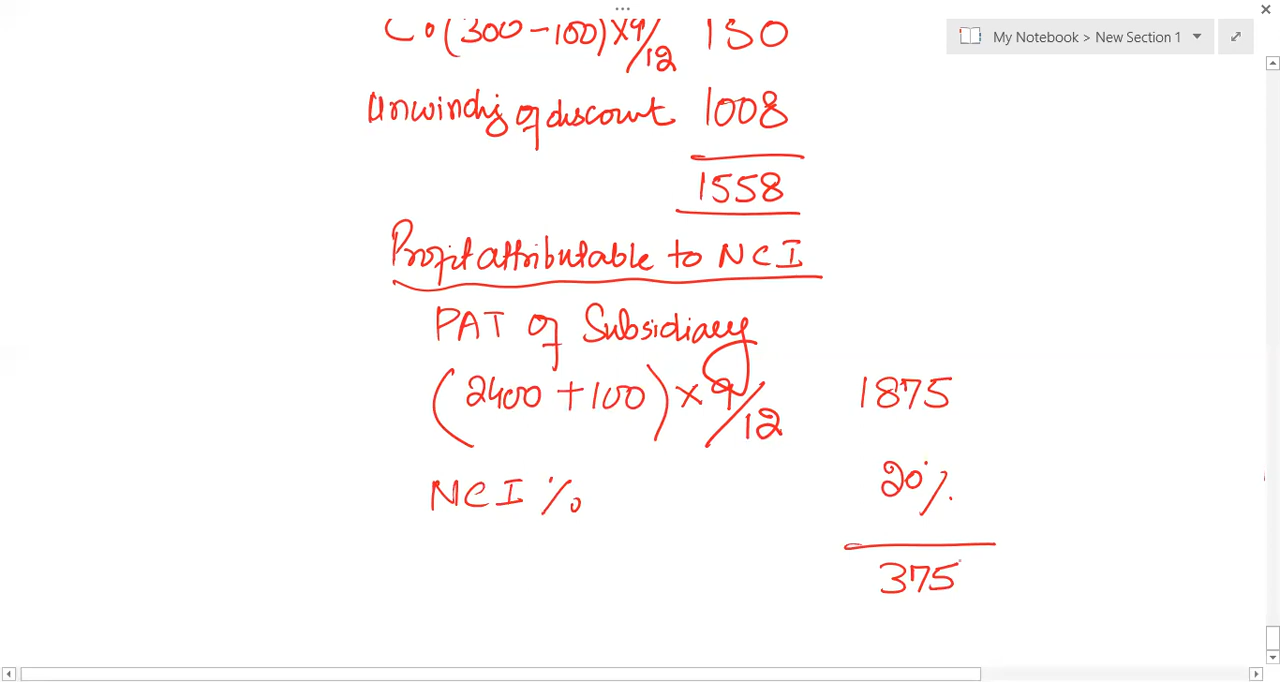 My Notebook > New Section 1
Co (300-100) x 9/12 150
Unwinding of discount 1008
1558
Profit attributable to NCI
PAT of Subsidiary
(2400 + 100) x 9/12 1875
NCI % 20%
375